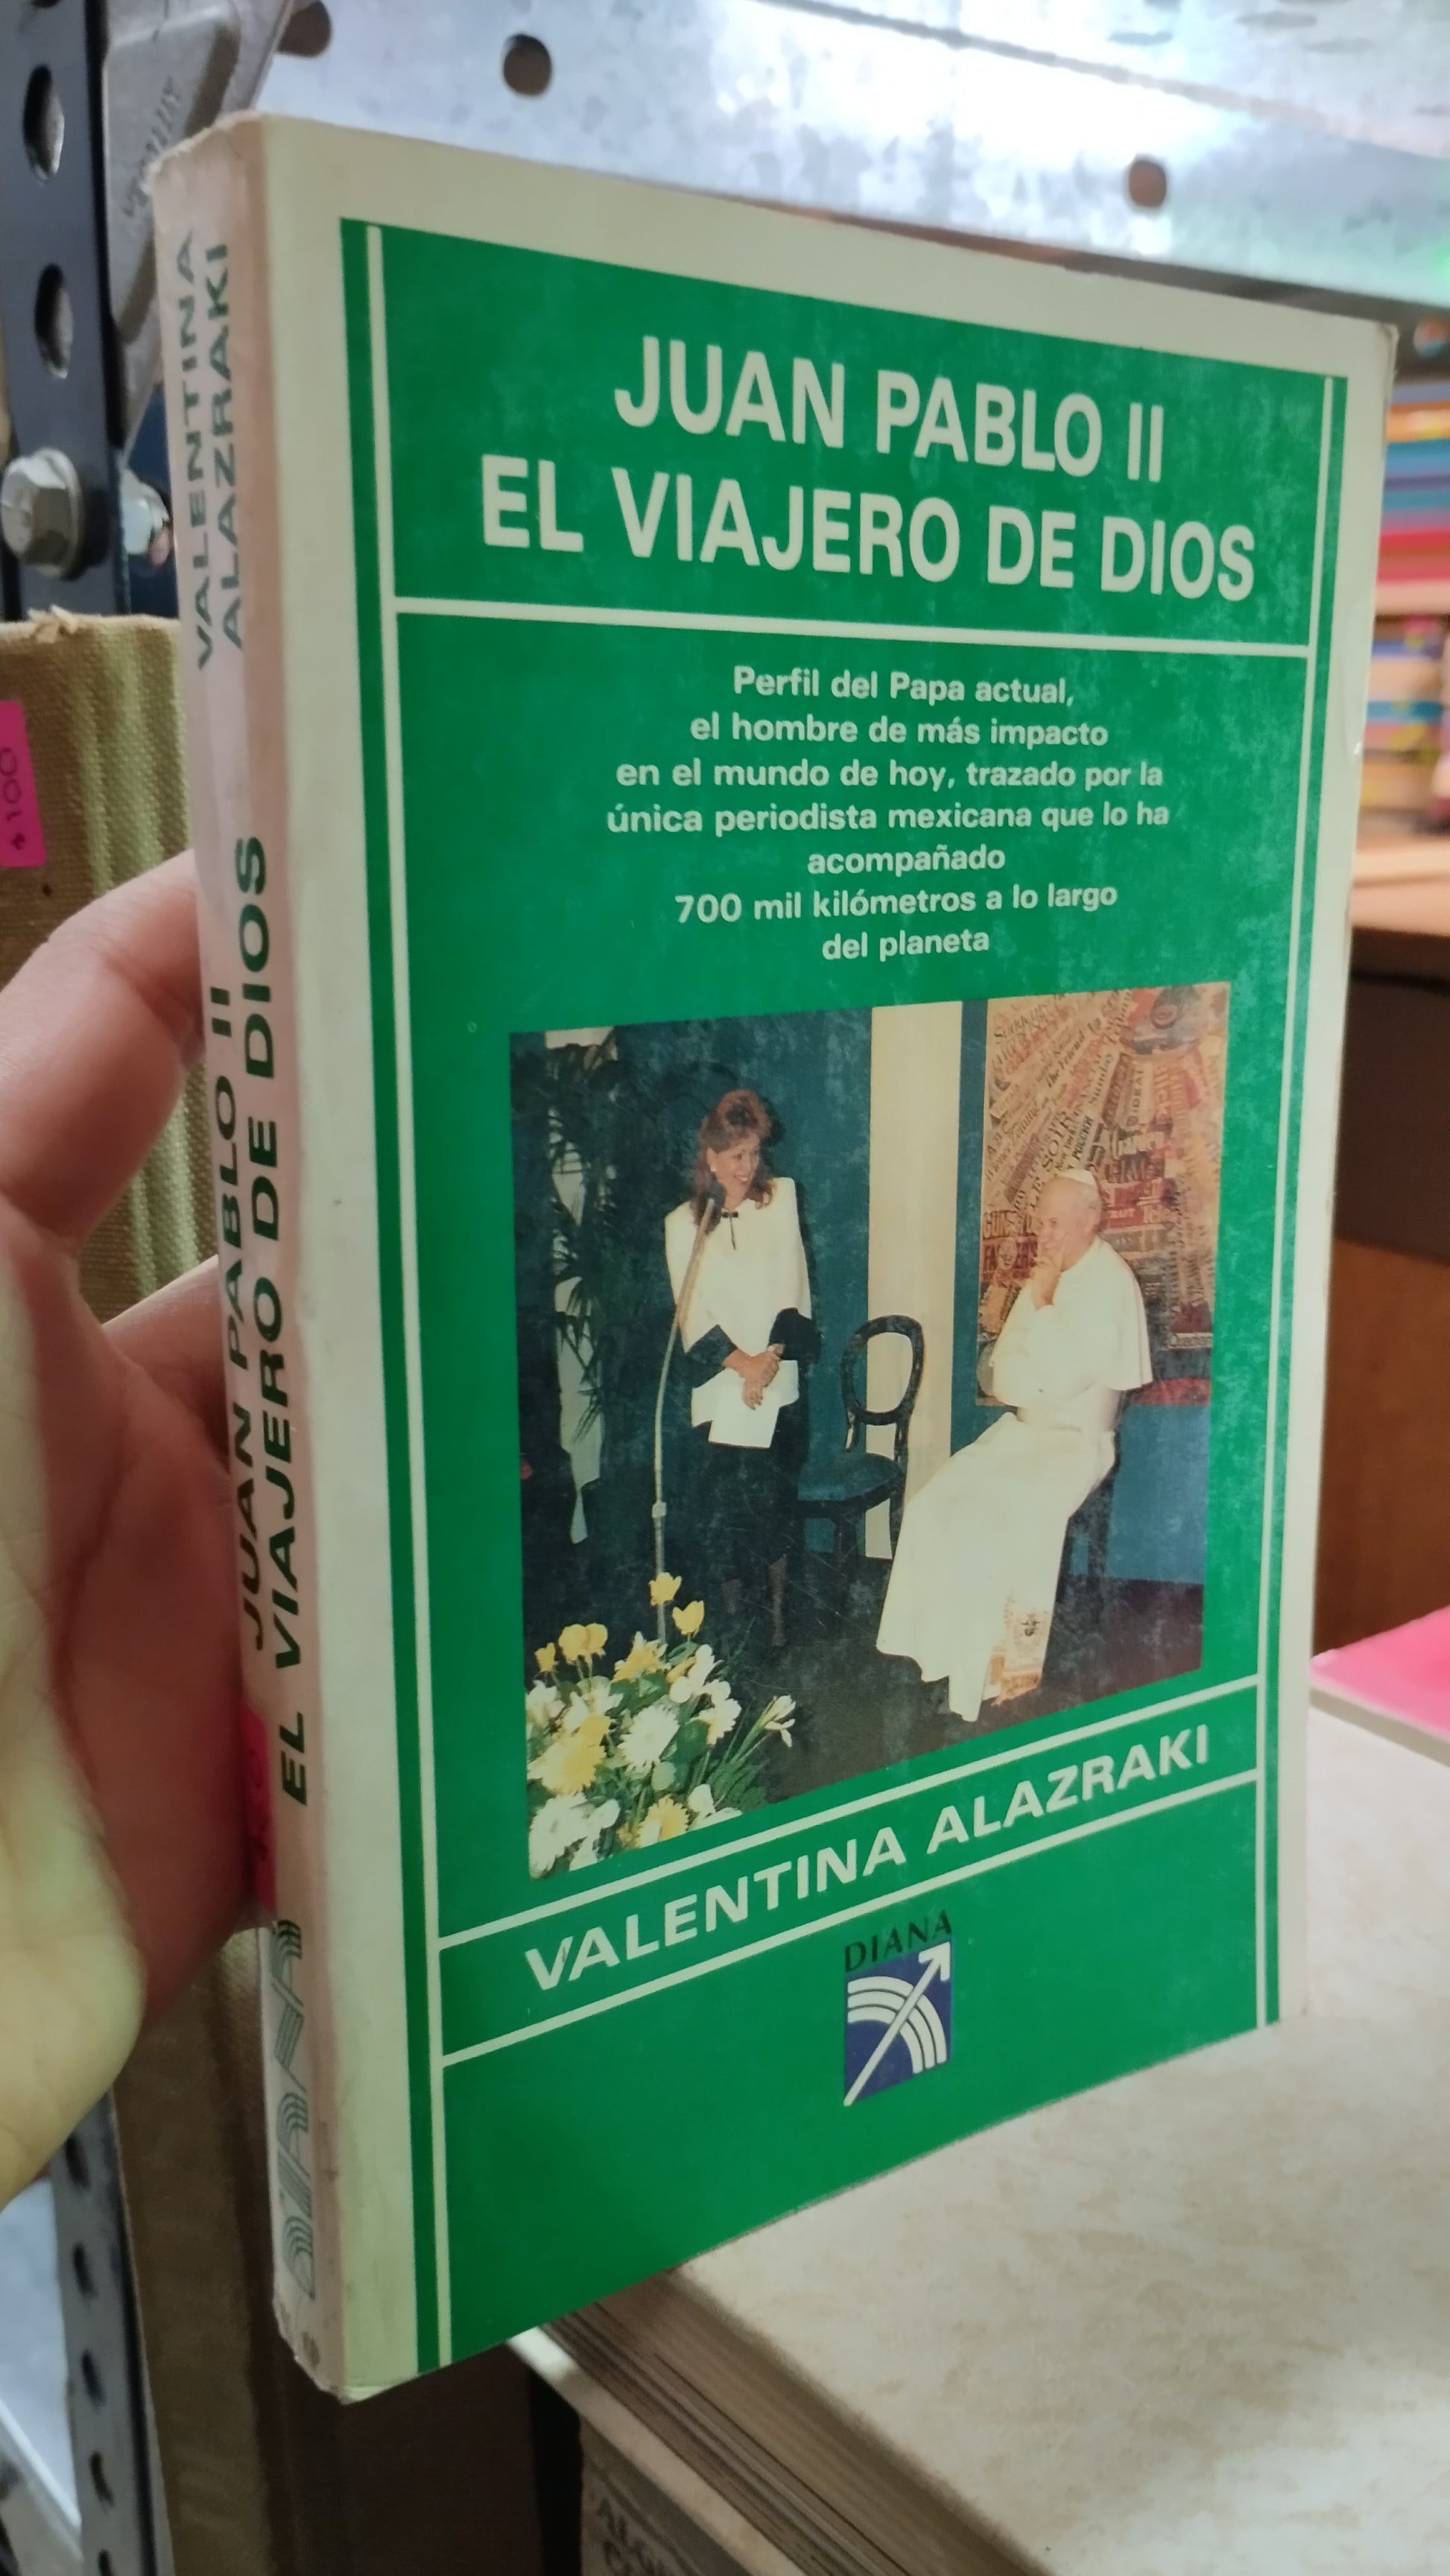 JUAN PABLO II
EL VIAJERO DE DIOS
Perfil del Papa actual,
el hombre de más impacto
en el mundo de hoy, trazado por la
única periodista mexicana que lo ha
acompañado
700 mil kilómetros a lo largo
del planeta
VALENTINA ALAZRAKI
DIANA
VALENTINA
ALAZRAKI
JUAN PABLO II
EL VIAJERO DE DIOS
DIANA
$100